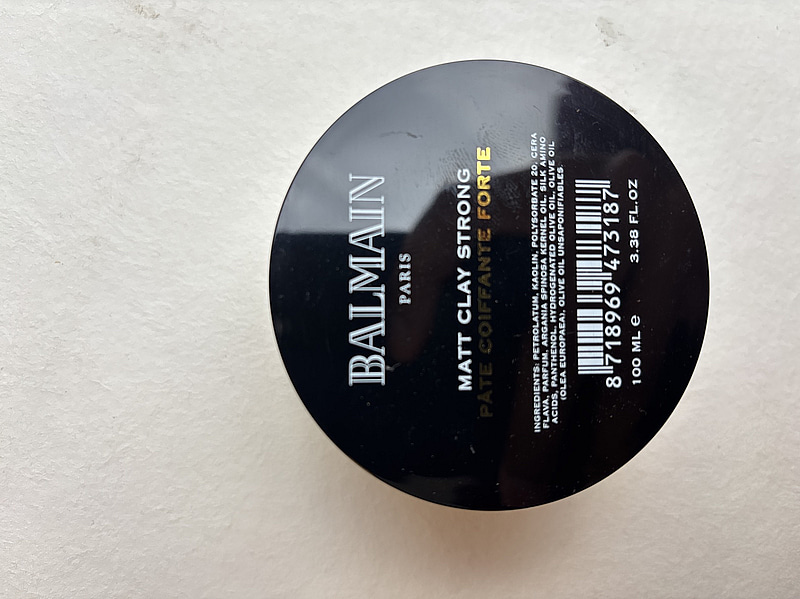 BALMAIN
PARIS
MATT CLAY STRONG
PÂTE COIFFANTE FORTE
INGREDIENTS: PETROLATUM, KAOLIN, POLYSORBATE 20, CERA
FLAVA, PARFUM, ARGANIA SPINOSA KERNEL OIL, SILK AMINO
ACIDS, PANTHENOL, HYDROGENATED OLIVE OIL, OLIVE OIL
(OLEA EUROPAEA), OLIVE OIL UNSAPONIFIABLES.
8 718969 473187
100 ML e 3.38 FL.OZ